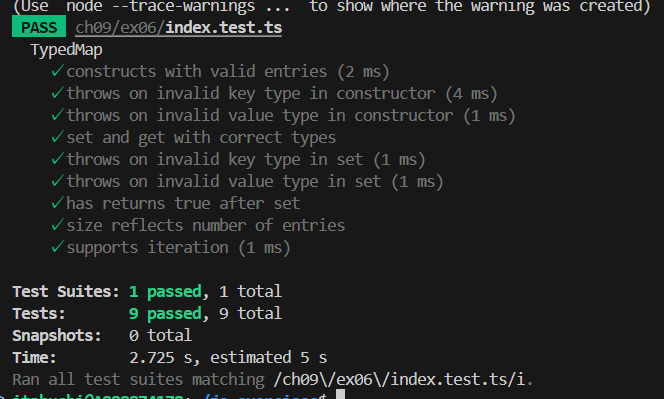 (Use `node --trace-warnings ...` to show where the warning was created)
PASS ch09/ex06/index.test.ts
TypedMap
✓constructs with valid entries (2 ms)
✓throws on invalid key type in constructor (4 ms)
✓throws on invalid value type in constructor (1 ms)
✓set and get with correct types
✓throws on invalid key type in set (1 ms)
✓throws on invalid value type in set (1 ms)
✓has returns true after set
✓size reflects number of entries
✓supports iteration (1 ms)
Test Suites: 1 passed, 1 total
Tests: 9 passed, 9 total
Snapshots: 0 total
Time: 2.725 s, estimated 5 s
Ran all test suites matching /ch09\/ex06\/index.test.ts/i.